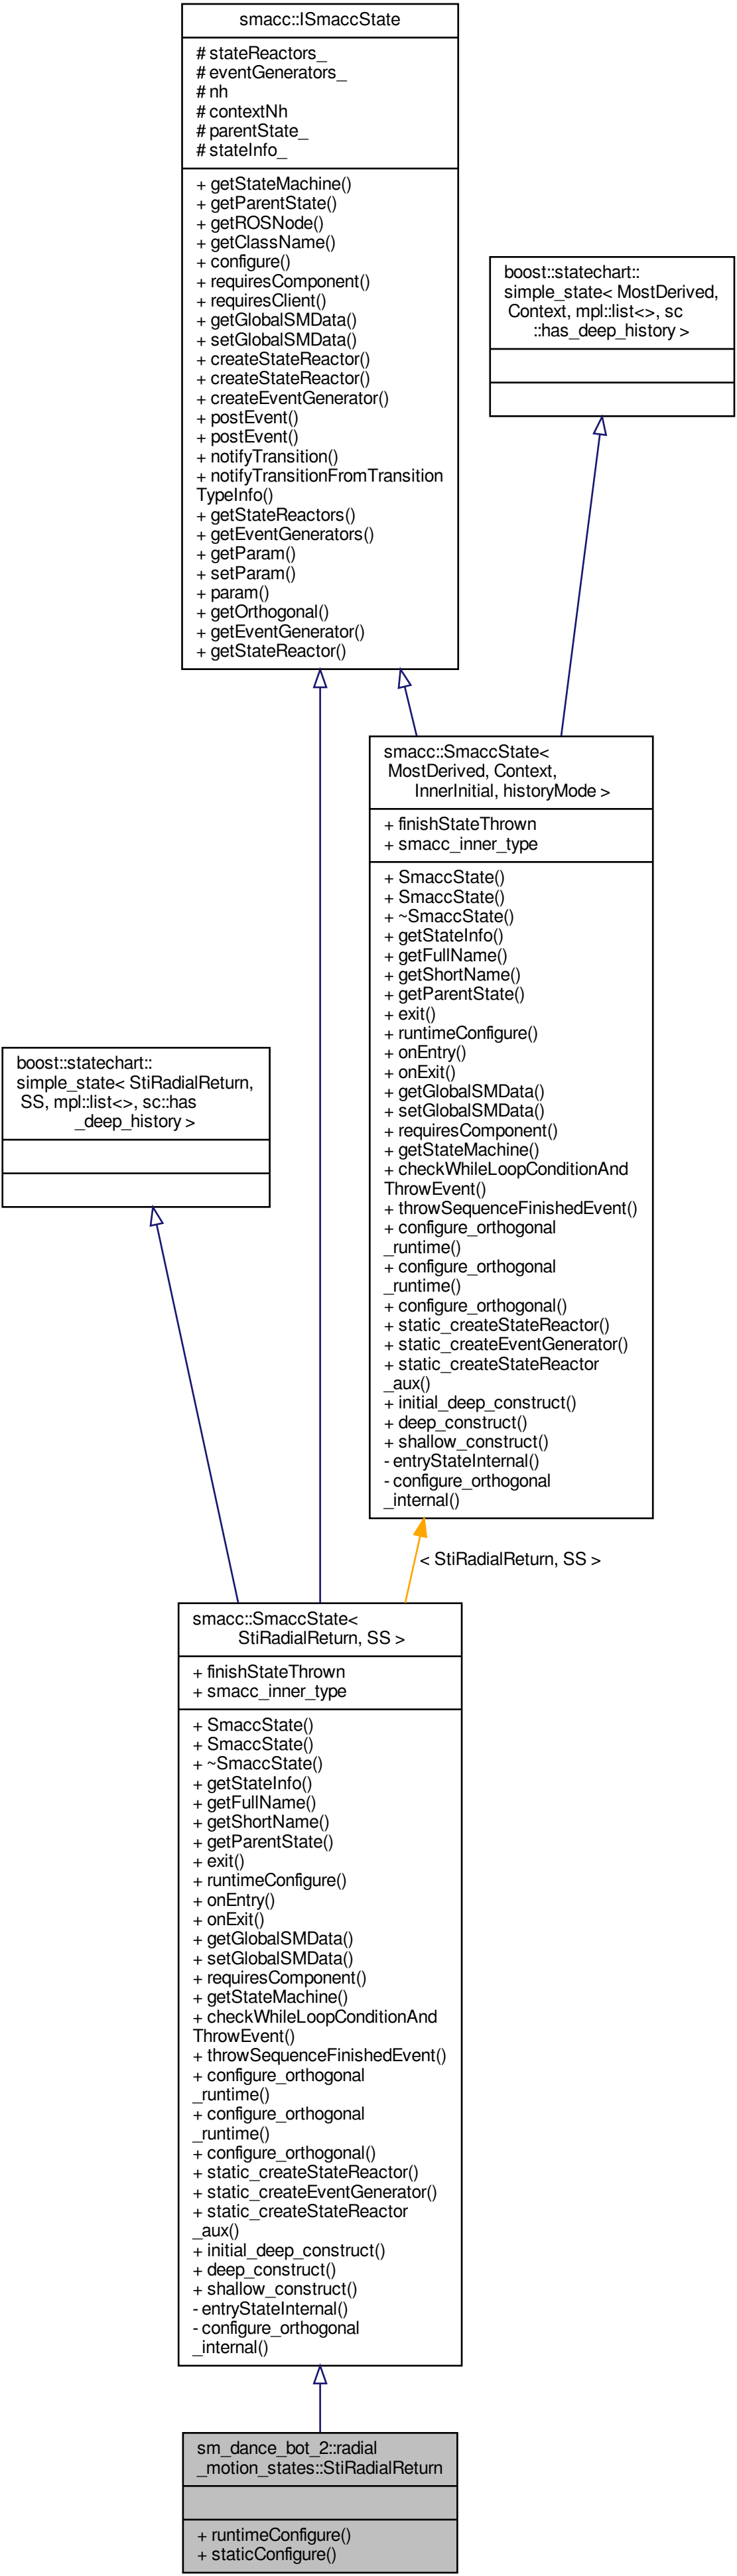 smacc::ISmaccState
# stateReactors_
# eventGenerators_
# nh
# contextNh
# parentState_
# stateInfo_
+ getStateMachine()
+ getParentState()
+ getROSNode()
+ getClassName()
+ configure()
+ requiresComponent()
+ requiresClient()
+ getGlobalSMData()
+ setGlobalSMData()
+ createStateReactor()
+ createStateReactor()
+ createEventGenerator()
+ postEvent()
+ postEvent()
+ notifyTransition()
+ notifyTransitionFromTransition
TypeInfo()
+ getStateReactors()
+ getEventGenerators()
+ getParam()
+ setParam()
+ param()
+ getOrthogonal()
+ getEventGenerator()
+ getStateReactor()
boost::statechart::
simple_state< MostDerived,
Context, mpl::list<>, sc
::has_deep_history >
smacc::SmaccState<
MostDerived, Context,
InnerInitial, historyMode >
+ finishStateThrown
+ smacc_inner_type
+ SmaccState()
+ SmaccState()
+ ~SmaccState()
+ getStateInfo()
+ getFullName()
+ getShortName()
+ getParentState()
+ exit()
+ runtimeConfigure()
+ onEntry()
+ onExit()
+ getGlobalSMData()
+ setGlobalSMData()
+ requiresComponent()
+ getStateMachine()
+ checkWhileLoopConditionAnd
ThrowEvent()
+ throwSequenceFinishedEvent()
+ configure_orthogonal
_runtime()
+ configure_orthogonal
_runtime()
+ configure_orthogonal()
+ static_createStateReactor()
+ static_createEventGenerator()
+ static_createStateReactor
_aux()
+ initial_deep_construct()
+ deep_construct()
+ shallow_construct()
- entryStateInternal()
- configure_orthogonal
_internal()
boost::statechart::
simple_state< StiRadialReturn,
SS, mpl::list<>, sc::has
_deep_history >
< StiRadialReturn, SS >
smacc::SmaccState<
StiRadialReturn, SS >
+ finishStateThrown
+ smacc_inner_type
+ SmaccState()
+ SmaccState()
+ ~SmaccState()
+ getStateInfo()
+ getFullName()
+ getShortName()
+ getParentState()
+ exit()
+ runtimeConfigure()
+ onEntry()
+ onExit()
+ getGlobalSMData()
+ setGlobalSMData()
+ requiresComponent()
+ getStateMachine()
+ checkWhileLoopConditionAnd
ThrowEvent()
+ throwSequenceFinishedEvent()
+ configure_orthogonal
_runtime()
+ configure_orthogonal
_runtime()
+ configure_orthogonal()
+ static_createStateReactor()
+ static_createEventGenerator()
+ static_createStateReactor
_aux()
+ initial_deep_construct()
+ deep_construct()
+ shallow_construct()
- entryStateInternal()
- configure_orthogonal
_internal()
sm_dance_bot_2::radial
_motion_states::StiRadialReturn
+ runtimeConfigure()
+ staticConfigure()